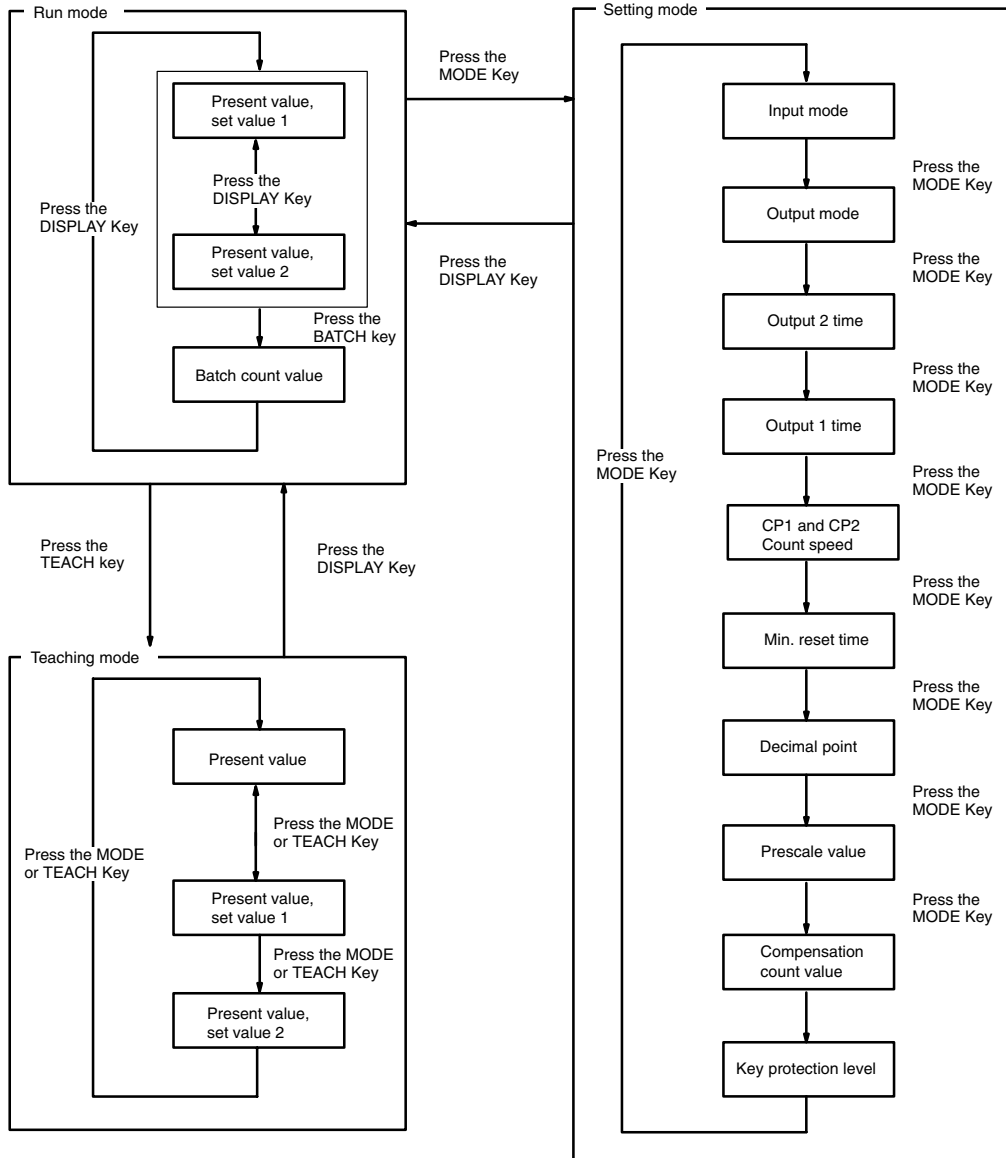 Run mode
Press the
DISPLAY Key
Present value,
set value 1
Press the
DISPLAY Key
Present value,
set value 2
Press the
BATCH key
Batch count value
Press the
MODE Key
Press the
DISPLAY Key
Press the
TEACH key
Press the
DISPLAY Key
Teaching mode
Present value
Press the MODE
or TEACH Key
Press the MODE
or TEACH Key
Present value,
set value 1
Press the MODE
or TEACH Key
Present value,
set value 2
Setting mode
Input mode
Press the
MODE Key
Output mode
Press the
MODE Key
Output 2 time
Press the
MODE Key
Output 1 time
Press the
MODE Key
Press the
MODE Key
CP1 and CP2
Count speed
Press the
MODE Key
Min. reset time
Press the
MODE Key
Decimal point
Press the
MODE Key
Prescale value
Press the
MODE Key
Compensation
count value
Key protection level